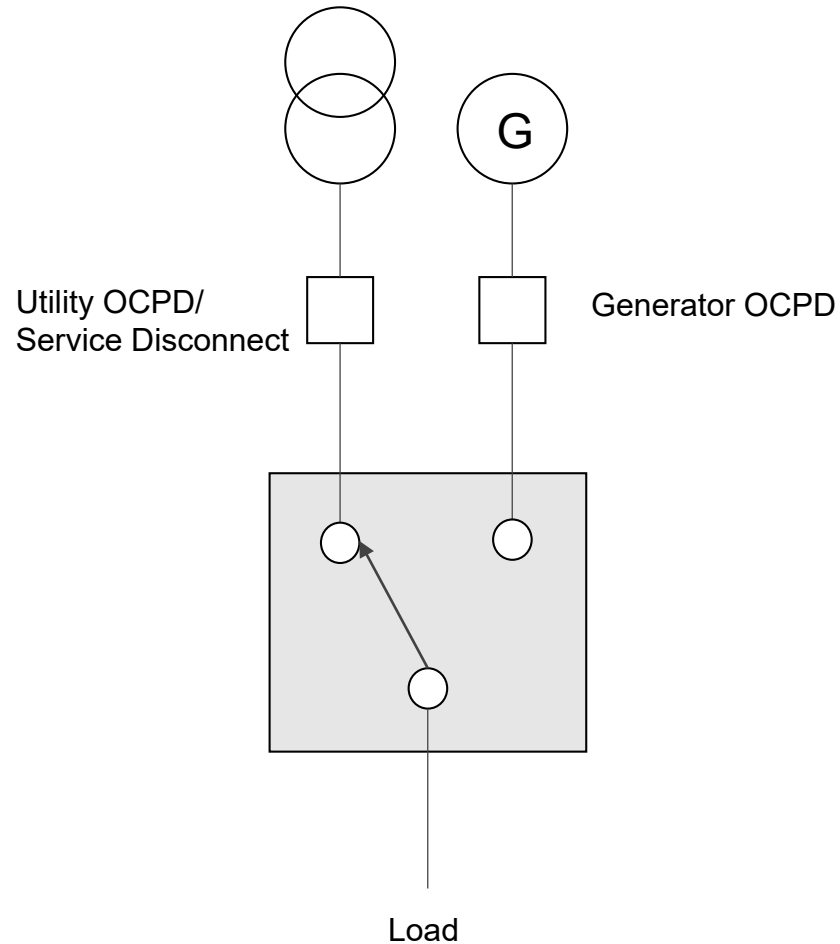 G
Utility OCPD/
Service Disconnect
Generator OCPD
Load